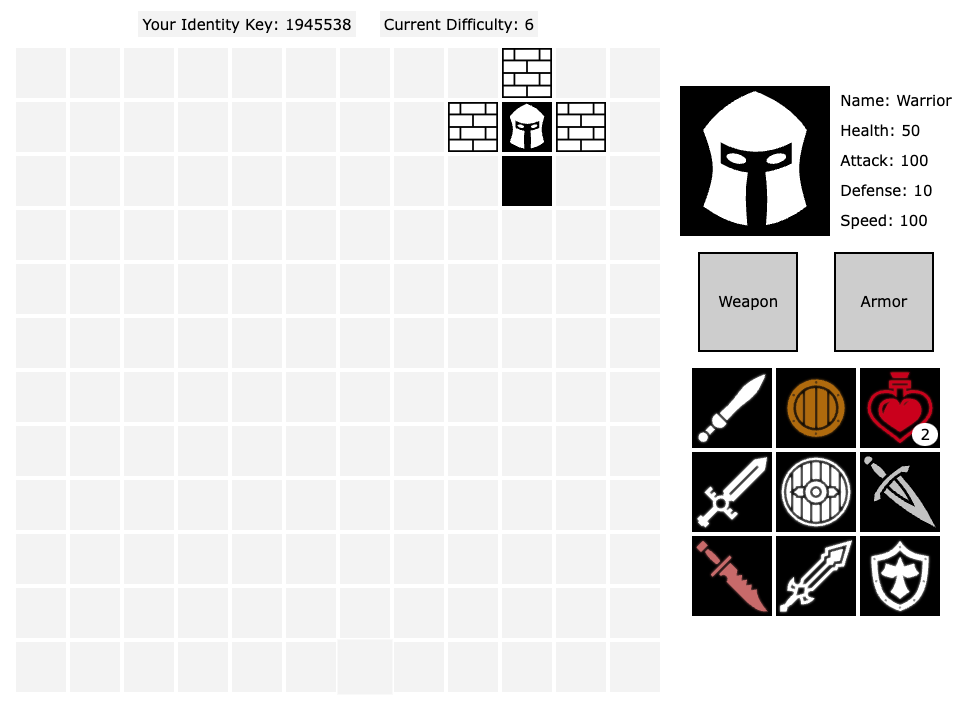 Your Identity Key: 1945538
Current Difficulty: 6
Name: Warrior
Health: 50
Attack: 100
Defense: 10
Speed: 100
Weapon
Armor
2